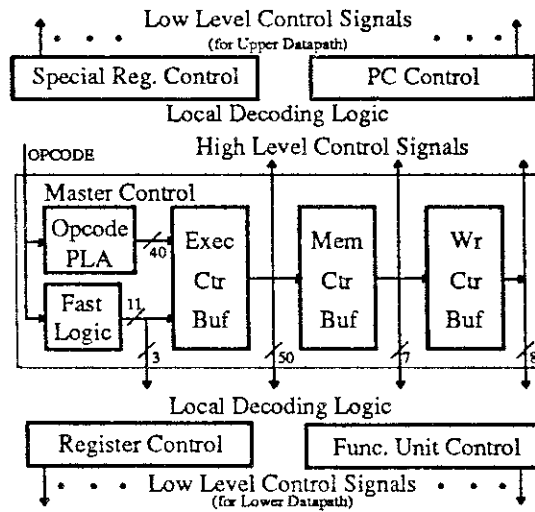 Low Level Control Signals
(for Upper Datapath)
Special Reg. Control
PC Control
Local Decoding Logic
OPCODE
High Level Control Signals
Master Control
Opcode
PLA
40
Exec
Ctr
Buf
Mem
Ctr
Buf
Wr
Ctr
Buf
Fast
Logic
11
3
50
7
8
Local Decoding Logic
Register Control
Func. Unit Control
Low Level Control Signals
(for Lower Datapath)